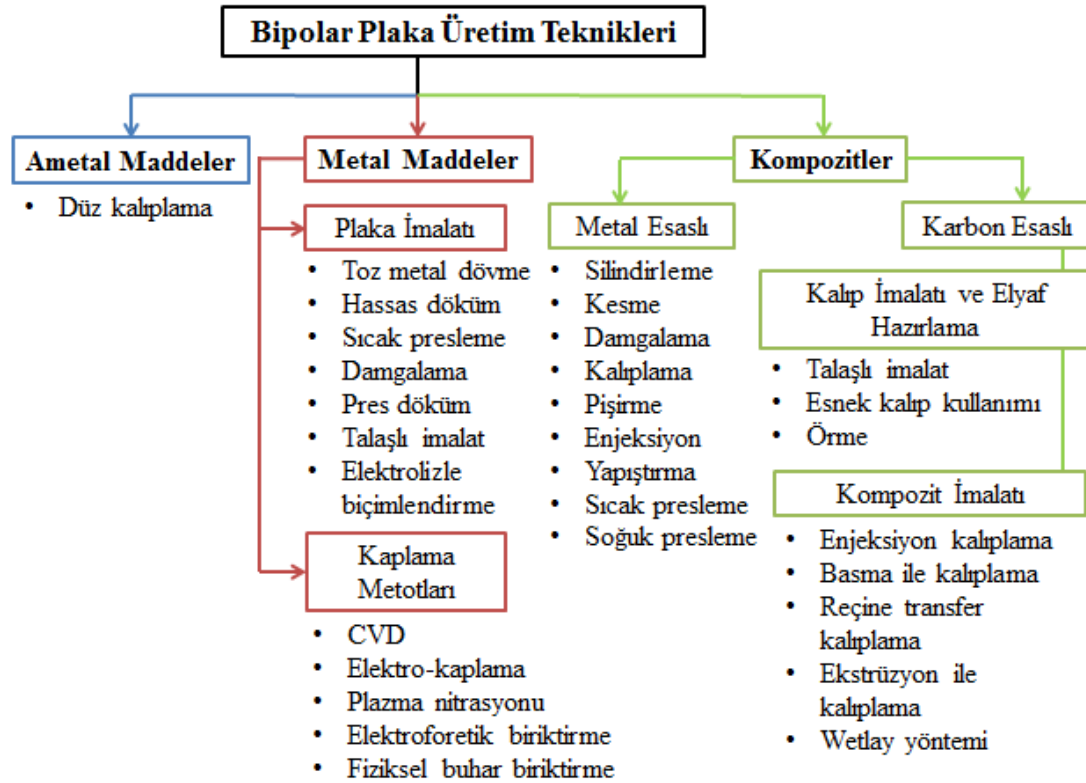 Bipolar Plaka Üretim Teknikleri
Ametal Maddeler
• Düz kalıplama
Metal Maddeler
Plaka İmalatı
• Toz metal dövme
• Hassas döküm
• Sıcak presleme
• Damgalama
• Pres döküm
• Talaşlı imalat
• Elektrolizle
biçimlendirme
Kaplama
Metotları
• CVD
• Elektro-kaplama
• Plazma nitrasyonu
• Elektroforetik biriktirme
• Fiziksel buhar biriktirme
Kompozitler
Metal Esaslı
• Silindirleme
• Kesme
• Damgalama
• Kalıplama
• Pişirme
• Enjeksiyon
• Yapıştırma
• Sıcak presleme
• Soğuk presleme
Karbon Esaslı
Kalıp İmalatı ve Elyaf
Hazırlama
• Talaşlı imalat
• Esnek kalıp kullanımı
• Örme
Kompozit İmalatı
• Enjeksiyon kalıplama
• Basma ile kalıplama
• Reçine transfer
kalıplama
• Ekstrüzyon ile
kalıplama
• Wetlay yöntemi